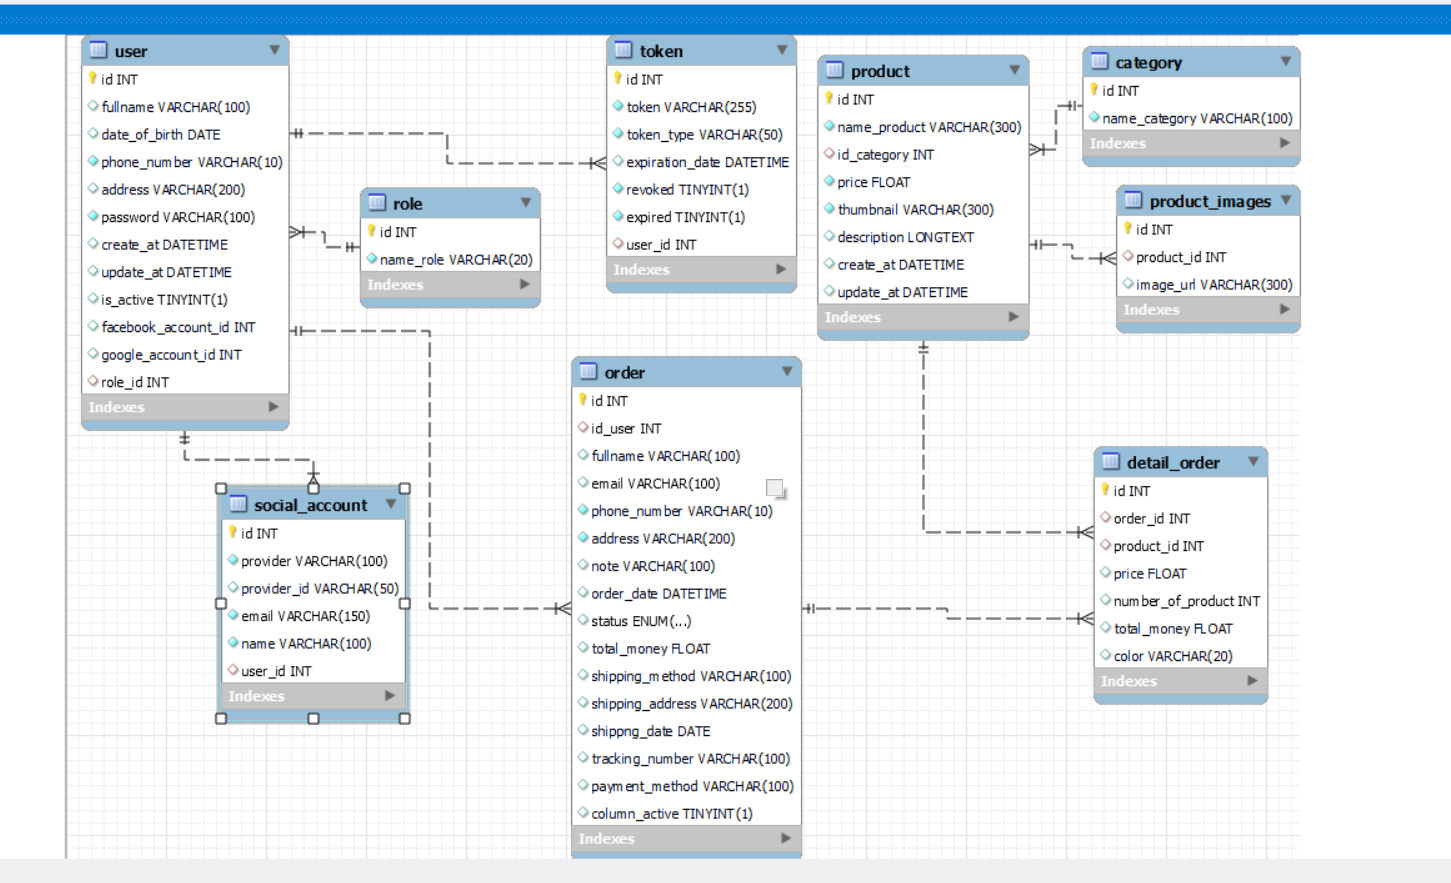 user
id INT
fullname VARCHAR(100)
date_of_birth DATE
phone_number VARCHAR(10)
address VARCHAR(200)
password VARCHAR(100)
create_at DATETIME
update_at DATETIME
is_active TINYINT(1)
facebook_account_id INT
google_account_id INT
role_id INT
Indexes
role
id INT
name_role VARCHAR(20)
Indexes
token
id INT
token VARCHAR(255)
token_type VARCHAR(50)
expiration_date DATETIME
revoked TINYINT(1)
expired TINYINT(1)
user_id INT
Indexes
product
id INT
name_product VARCHAR(300)
id_category INT
price FLOAT
thumbnail VARCHAR(300)
description LONGTEXT
create_at DATETIME
update_at DATETIME
Indexes
category
id INT
name_category VARCHAR(100)
Indexes
product_images
id INT
product_id INT
image_url VARCHAR(300)
Indexes
social_account
id INT
provider VARCHAR(100)
provider_id VARCHAR(50)
email VARCHAR(150)
name VARCHAR(100)
user_id INT
Indexes
order
id INT
id_user INT
fullname VARCHAR(100)
email VARCHAR(100)
phone_number VARCHAR(10)
address VARCHAR(200)
note VARCHAR(100)
order_date DATETIME
status ENUM(...)
total_money FLOAT
shipping_method VARCHAR(100)
shipping_address VARCHAR(200)
shippng_date DATE
tracking_number VARCHAR(100)
payment_method VARCHAR(100)
column_active TINYINT(1)
Indexes
detail_order
id INT
order_id INT
product_id INT
price FLOAT
number_of_product INT
total_money FLOAT
color VARCHAR(20)
Indexes